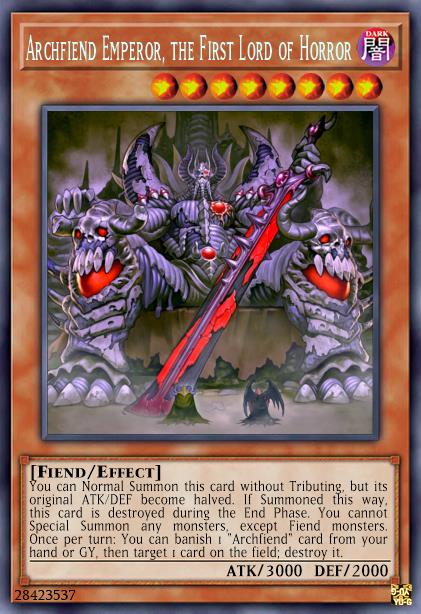 ARCHFIEND EMPEROR, THE FIRST LORD OF HORROR
DARK
闇
[FIEND/EFFECT]
You can Normal Summon this card without Tributing, but its
original ATK/DEF become halved. If Summoned this way,
this card is destroyed during the End Phase. You cannot
Special Summon any monsters, except Fiend monsters.
Once per turn: You can banish 1 "Archfiend" card from your
hand or GY, then target 1 card on the field; destroy it.
ATK/3000 DEF/2000
28423537